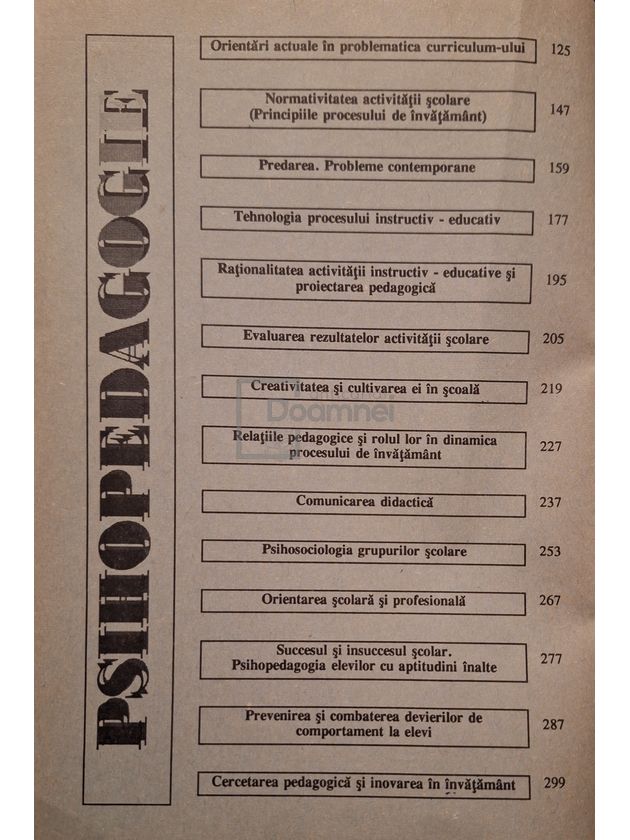 PSIHOPEDAGOGIE
Orientări actuale în problematica curriculum-ului 125
Normativitatea activităţii şcolare
(Principiile procesului de învăţământ) 147
Predarea. Probleme contemporane 159
Tehnologia procesului instructiv - educativ 177
Raţionalitatea activităţii instructiv - educative şi
proiectarea pedagogică 195
Evaluarea rezultatelor activităţii şcolare 205
Creativitatea şi cultivarea ei în şcoală 219
Doamnei
Relaţiile pedagogice şi rolul lor în dinamica
procesului de învăţământ 227
Comunicarea didactică 237
Psihosociologia grupurilor şcolare 253
Orientarea şcolară şi profesională 267
Succesul şi insuccesul şcolar.
Psihopedagogia elevilor cu aptitudini înalte 277
Prevenirea şi combaterea devierilor de
comportament la elevi 287
Cercetarea pedagogică şi inovarea în învăţământ 299